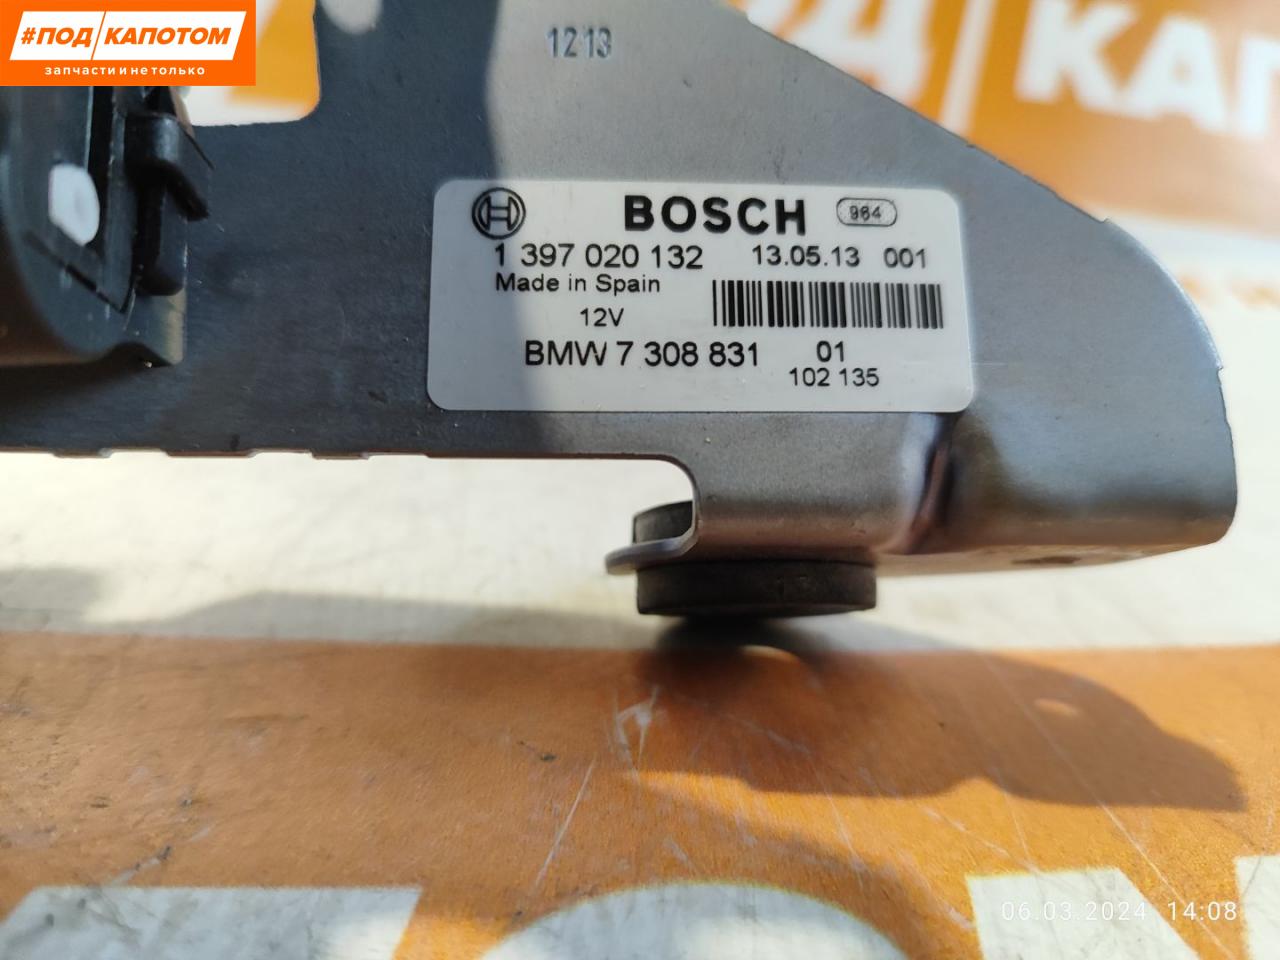 #ПОД КАПОТОМ
запчасти и не только
1213
КАП
BOSCH 964
1 397 020 132 13.05.13 001
Made in Spain
12V
BMW 7 308 831 01
102 135
06.03.2024 14:08